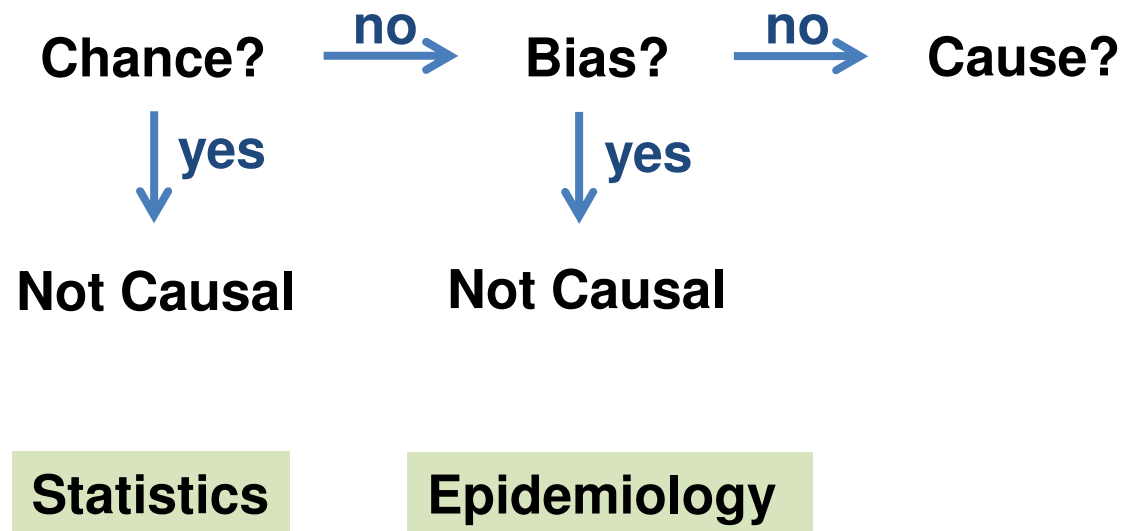 no no
Chance? Bias? Cause?
yes yes
Not Causal Not Causal
Statistics Epidemiology